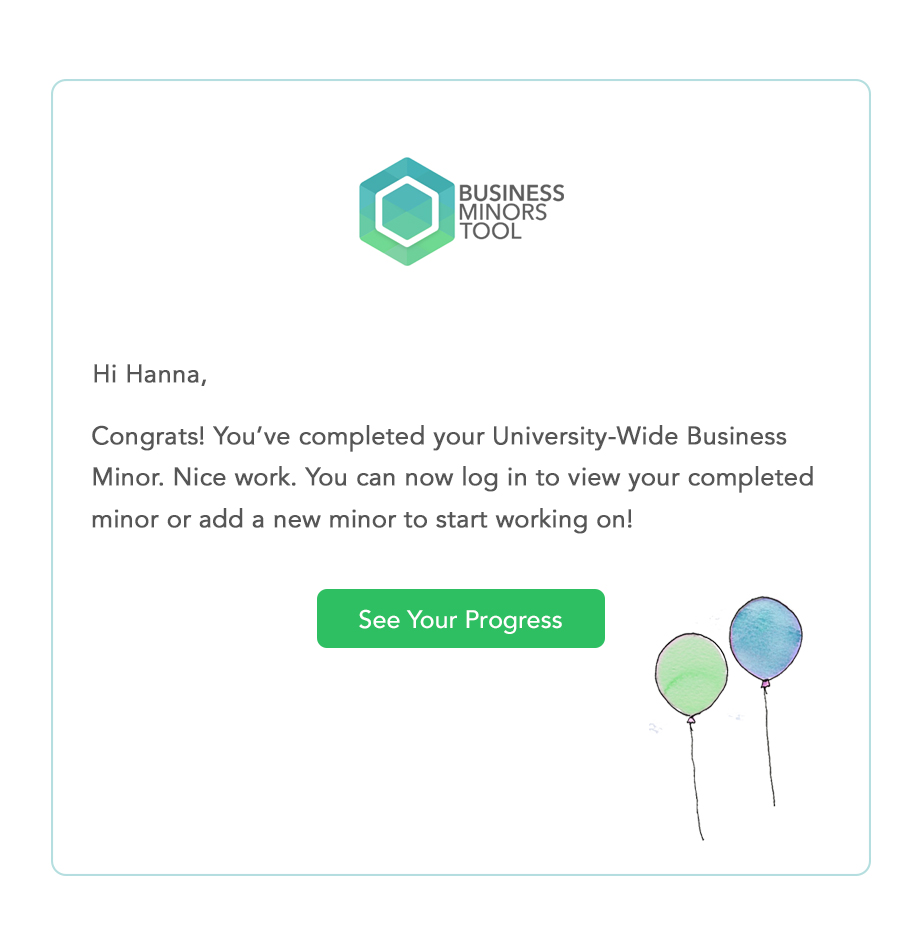 BUSINESS
MINORS
TOOL
Hi Hanna,
Congrats! You’ve completed your University-Wide Business
Minor. Nice work. You can now log in to view your completed
minor or add a new minor to start working on!
See Your Progress